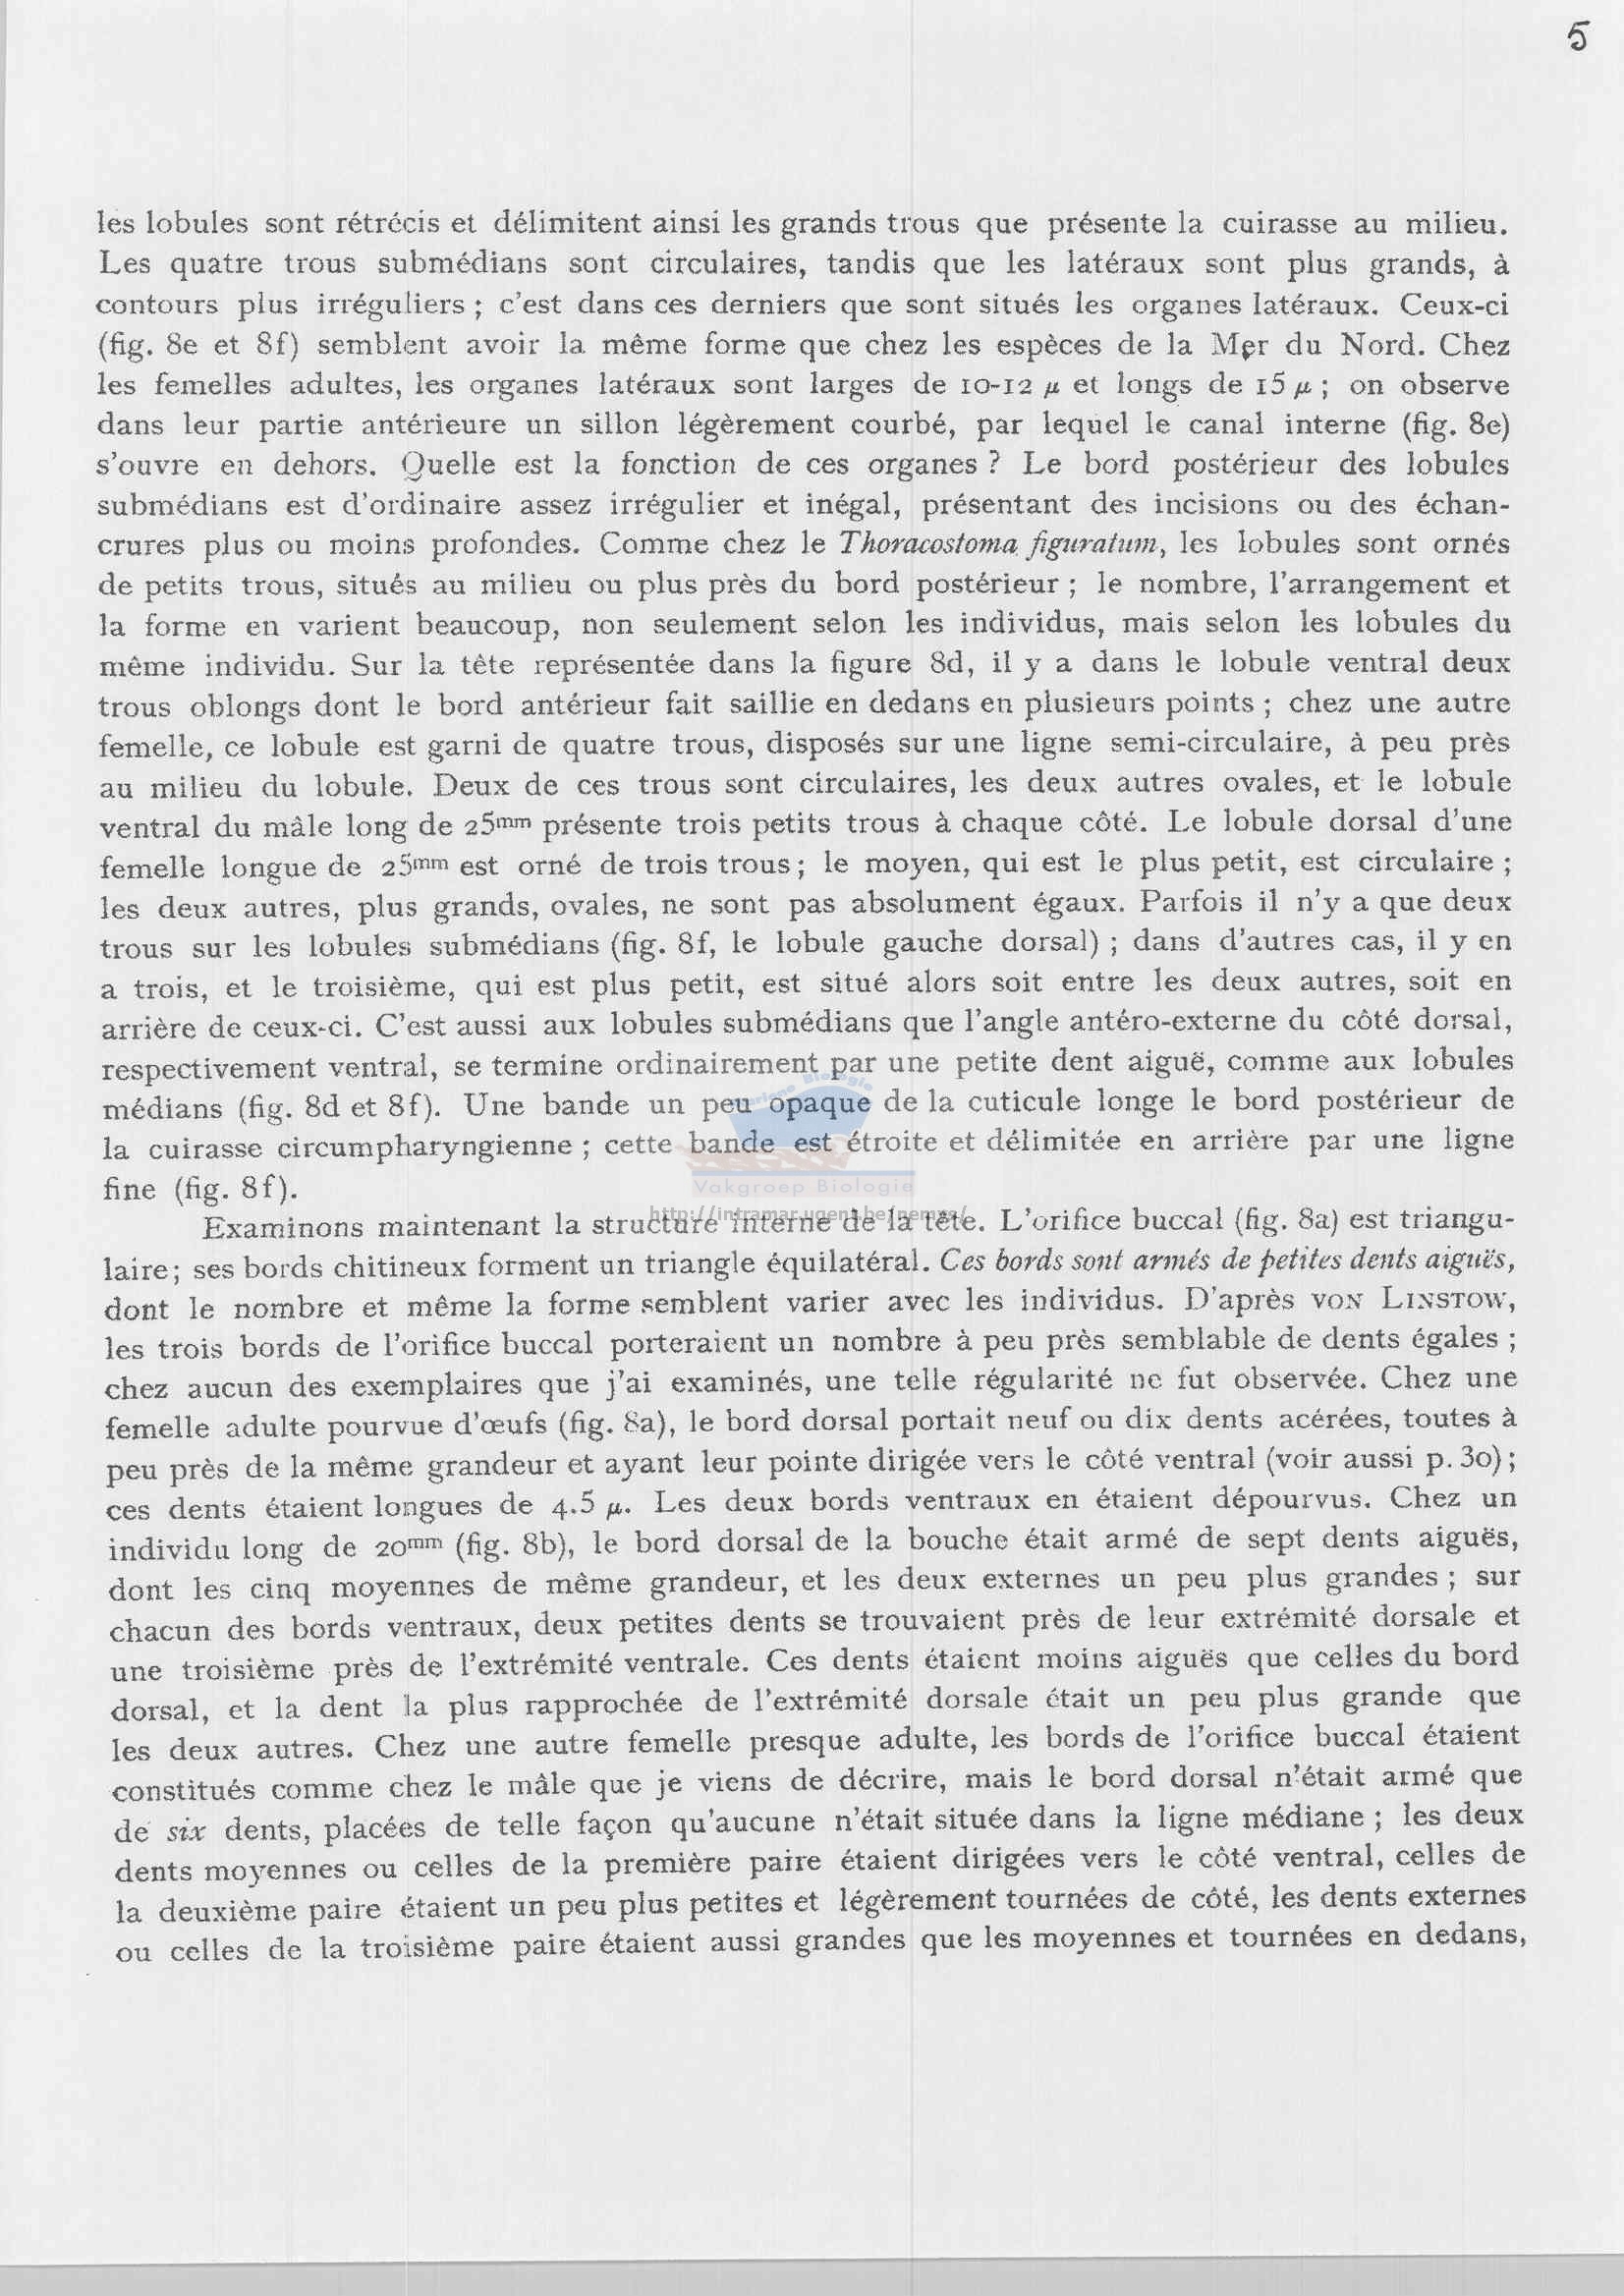 5
les lobules sont rétrécis et délimitent ainsi les grands trous que présente la cuirasse au milieu.
Les quatre trous submédians sont circulaires, tandis que les latéraux sont plus grands, à
contours plus irréguliers ; c'est dans ces derniers que sont situés les organes latéraux. Ceux-ci
(fig. 8e et 8f) semblent avoir la même forme que chez les espèces de la Mer du Nord. Chez
les femelles adultes, les organes latéraux sont larges de 10-12 µ et longs de 15 µ ; on observe
dans leur partie antérieure un sillon légèrement courbé, par lequel le canal interne (fig. 8e)
s'ouvre en dehors. Quelle est la fonction de ces organes ? Le bord postérieur des lobules
submédians est d'ordinaire assez irrégulier et inégal, présentant des incisions ou des échan-
crures plus ou moins profondes. Comme chez le Thoracostoma figuratum, les lobules sont ornés
de petits trous, situés au milieu ou plus près du bord postérieur ; le nombre, l'arrangement et
la forme en varient beaucoup, non seulement selon les individus, mais selon les lobules du
même individu. Sur la tête représentée dans la figure 8d, il y a dans le lobule ventral deux
trous oblongs dont le bord antérieur fait saillie en dedans en plusieurs points ; chez une autre
femelle, ce lobule est garni de quatre trous, disposés sur une ligne semi-circulaire, à peu près
au milieu du lobule. Deux de ces trous sont circulaires, les deux autres ovales, et le lobule
ventral du mâle long de 25mm présente trois petits trous à chaque côté. Le lobule dorsal d'une
femelle longue de 25mm est orné de trois trous ; le moyen, qui est le plus petit, est circulaire ;
les deux autres, plus grands, ovales, ne sont pas absolument égaux. Parfois il n'y a que deux
trous sur les lobules submédians (fig. 8f, le lobule gauche dorsal) ; dans d'autres cas, il y en
a trois, et le troisième, qui est plus petit, est situé alors soit entre les deux autres, soit en
arrière de ceux-ci. C'est aussi aux lobules submédians que l'angle antéro-externe du côté dorsal,
respectivement ventral, se termine ordinairement par une petite dent aiguë, comme aux lobules
médians (fig. 8d et 8f). Une bande un peu opaque de la cuticule longe le bord postérieur de
la cuirasse circumpharyngienne ; cette bande est étroite et délimitée en arrière par une ligne
fine (fig. 8f).
Mariene Biologie
Vakgroep Biologie
http://intramar.ugent.be/nemys/
Examinons maintenant la structure interne de la tête. L'orifice buccal (fig. 8a) est triangu-
laire; ses bords chitineux forment un triangle équilatéral. Ces bords sont armés de petites dents aiguës,
dont le nombre et même la forme semblent varier avec les individus. D'après VON LINSTOW,
les trois bords de l'orifice buccal porteraient un nombre à peu près semblable de dents égales ;
chez aucun des exemplaires que j'ai examinés, une telle régularité ne fut observée. Chez une
femelle adulte pourvue d'œufs (fig. 8a), le bord dorsal portait neuf ou dix dents acérées, toutes à
peu près de la même grandeur et ayant leur pointe dirigée vers le côté ventral (voir aussi p. 30) ;
ces dents étaient longues de 4.5 µ. Les deux bords ventraux en étaient dépourvus. Chez un
individu long de 20mm (fig. 8b), le bord dorsal de la bouche était armé de sept dents aiguës,
dont les cinq moyennes de même grandeur, et les deux externes un peu plus grandes ; sur
chacun des bords ventraux, deux petites dents se trouvaient près de leur extrémité dorsale et
une troisième près de l'extrémité ventrale. Ces dents étaient moins aiguës que celles du bord
dorsal, et la dent la plus rapprochée de l'extrémité dorsale était un peu plus grande que
les deux autres. Chez une autre femelle presque adulte, les bords de l'orifice buccal étaient
constitués comme chez le mâle que je viens de décrire, mais le bord dorsal n'était armé que
de six dents, placées de telle façon qu'aucune n'était située dans la ligne médiane ; les deux
dents moyennes ou celles de la première paire étaient dirigées vers le côté ventral, celles de
la deuxième paire étaient un peu plus petites et légèrement tournées de côté, les dents externes
ou celles de la troisième paire étaient aussi grandes que les moyennes et tournées en dedans,